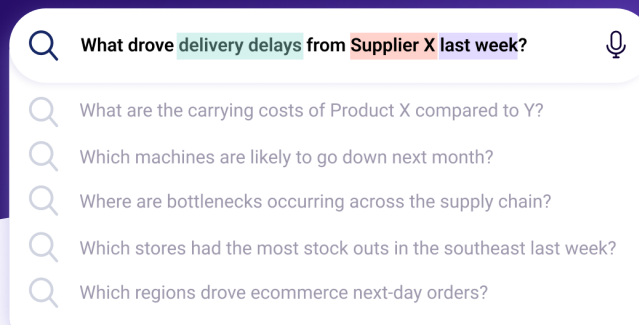 What drove delivery delays from Supplier X last week?
What are the carrying costs of Product X compared to Y?
Which machines are likely to go down next month?
Where are bottlenecks occurring across the supply chain?
Which stores had the most stock outs in the southeast last week?
Which regions drove ecommerce next-day orders?